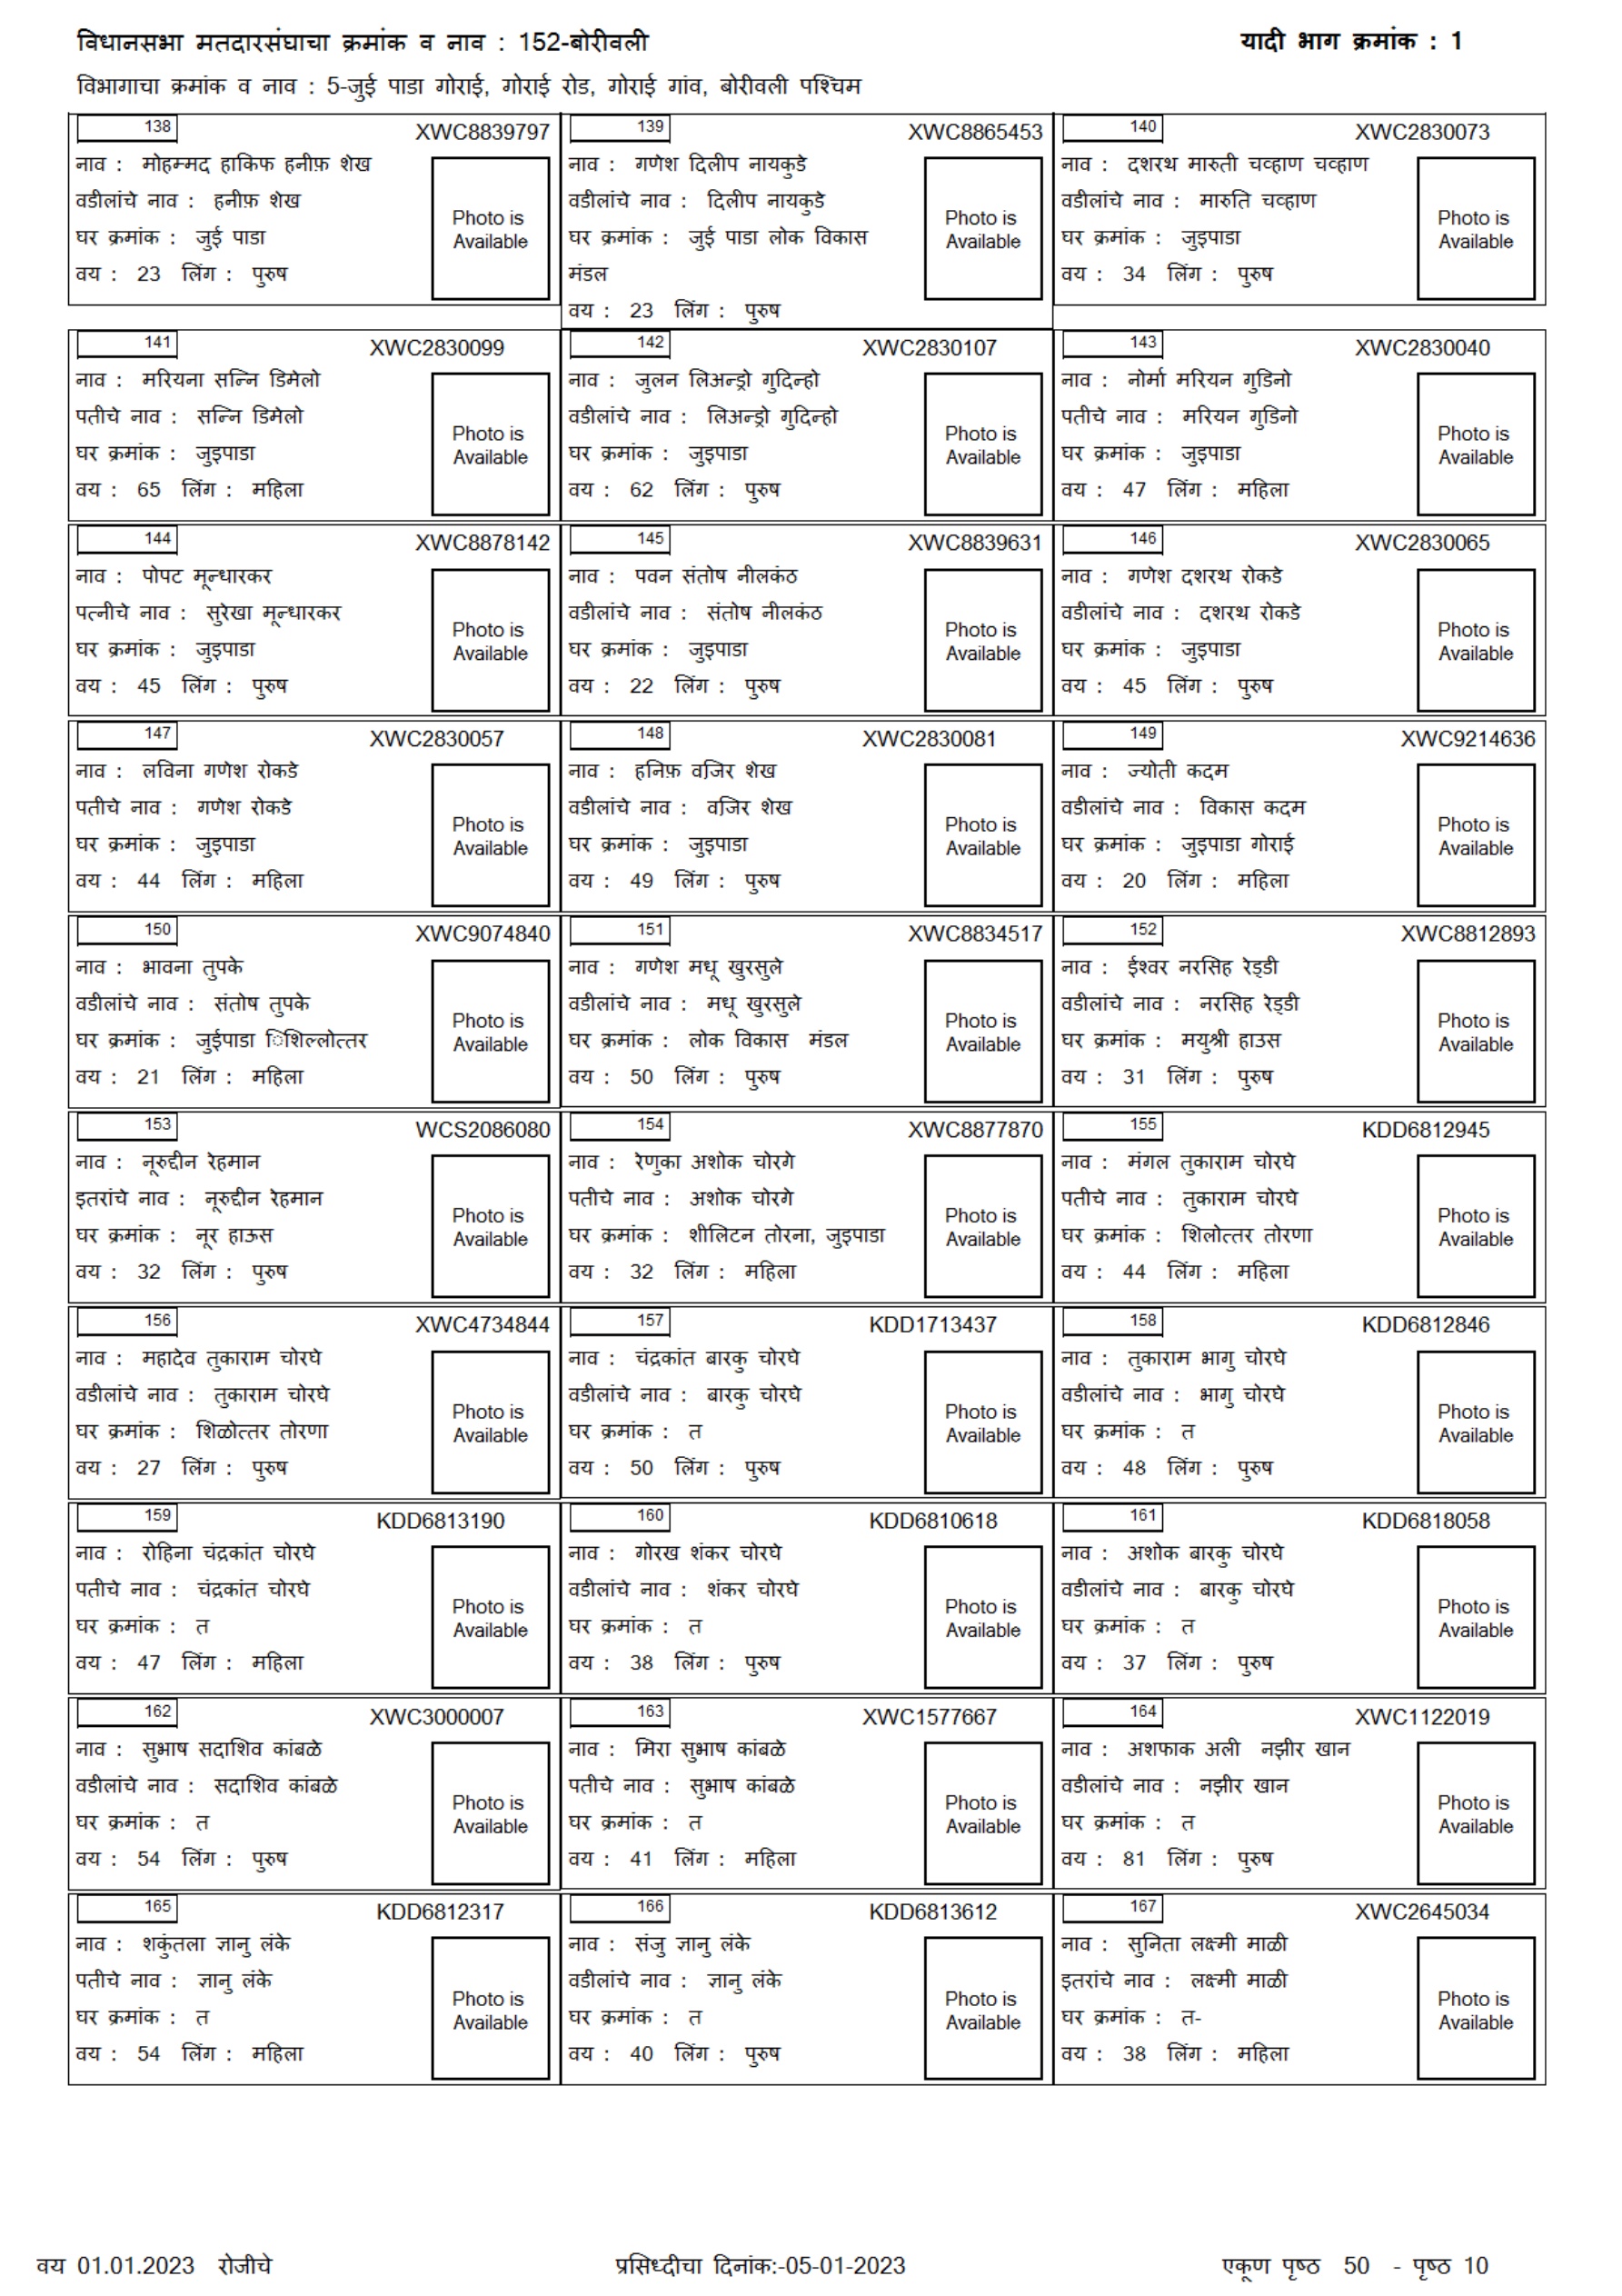 विधानसभा मतदारसंघाचा क्रमांक व नाव : 152-बोरीवली
यादी भाग क्रमांक : 1
विभागाचा क्रमांक व नाव : 5-जुई पाडा गोराई, गोराई रोड, गोराई गांव, बोरीवली पश्चिम
138
XWC8839797
नाव : मोहम्मद हाकिफ हनीफ़ शेख
वडीलांचे नाव : हनीफ़ शेख
घर क्रमांक : जुई पाडा
वय : 23 लिंग : पुरुष
Photo is
Available
139
XWC8865453
नाव : गणेश दिलीप नायकुडे
वडीलांचे नाव : दिलीप नायकुडे
घर क्रमांक : जुई पाडा लोक विकास
मंडल
वय : 23 लिंग : पुरुष
Photo is
Available
140
XWC2830073
नाव : दशरथ मारुती चव्हाण चव्हाण
वडीलांचे नाव : मारुति चव्हाण
घर क्रमांक : जुइपाडा
वय : 34 लिंग : पुरुष
Photo is
Available
141
XWC2830099
नाव : मरियना सन्नि डिमेलो
पतीचे नाव : सन्नि डिमेलो
घर क्रमांक : जुइपाडा
वय : 65 लिंग : महिला
Photo is
Available
142
XWC2830107
नाव : जुलन लिअन्ड्रो गुदिन्हो
वडीलांचे नाव : लिअन्ड्रो गुदिन्हो
घर क्रमांक : जुइपाडा
वय : 62 लिंग : पुरुष
Photo is
Available
143
XWC2830040
नाव : नोर्मा मरियन गुडिनो
पतीचे नाव : मरियन गुडिनो
घर क्रमांक : जुइपाडा
वय : 47 लिंग : महिला
Photo is
Available
144
XWC8878142
नाव : पोपट मून्धारकर
पत्नीचे नाव : सुरेखा मून्धारकर
घर क्रमांक : जुइपाडा
वय : 45 लिंग : पुरुष
Photo is
Available
145
XWC8839631
नाव : पवन संतोष नीलकंठ
वडीलांचे नाव : संतोष नीलकंठ
घर क्रमांक : जुइपाडा
वय : 22 लिंग : पुरुष
Photo is
Available
146
XWC2830065
नाव : गणेश दशरथ रोकडे
वडीलांचे नाव : दशरथ रोकडे
घर क्रमांक : जुइपाडा
वय : 45 लिंग : पुरुष
Photo is
Available
147
XWC2830057
नाव : लविना गणेश रोकडे
पतीचे नाव : गणेश रोकडे
घर क्रमांक : जुइपाडा
वय : 44 लिंग : महिला
Photo is
Available
148
XWC2830081
नाव : हनिफ़ वज़िर शेख
वडीलांचे नाव : वज़िर शेख
घर क्रमांक : जुइपाडा
वय : 49 लिंग : पुरुष
Photo is
Available
149
XWC9214636
नाव : ज्योती कदम
वडीलांचे नाव : विकास कदम
घर क्रमांक : जुइपाडा गोराई
वय : 20 लिंग : महिला
Photo is
Available
150
XWC9074840
नाव : भावना तुपके
वडीलांचे नाव : संतोष तुपके
घर क्रमांक : जुईपाडा िशिल्लोत्तर
वय : 21 लिंग : महिला
Photo is
Available
151
XWC8834517
नाव : गणेश मधू खुरसुले
वडीलांचे नाव : मधू खुरसुले
घर क्रमांक : लोक विकास मंडल
वय : 50 लिंग : पुरुष
Photo is
Available
152
XWC8812893
नाव : ईश्वर नरसिह रेड्डी
वडीलांचे नाव : नरसिह रेड्डी
घर क्रमांक : मयुश्री हाउस
वय : 31 लिंग : पुरुष
Photo is
Available
153
WCS2086080
नाव : नूरुद्दीन रेहमान
इतरांचे नाव : नूरुद्दीन रेहमान
घर क्रमांक : नूर हाऊस
वय : 32 लिंग : पुरुष
Photo is
Available
154
XWC8877870
नाव : रेणुका अशोक चोरगे
पतीचे नाव : अशोक चोरगे
घर क्रमांक : शीलिटन तोरना, जुइपाडा
वय : 32 लिंग : महिला
Photo is
Available
155
KDD6812945
नाव : मंगल तुकाराम चोरघे
पतीचे नाव : तुकाराम चोरघे
घर क्रमांक : शिलोत्तर तोरणा
वय : 44 लिंग : महिला
Photo is
Available
156
XWC4734844
नाव : महादेव तुकाराम चोरघे
वडीलांचे नाव : तुकाराम चोरघे
घर क्रमांक : शिळोत्तर तोरणा
वय : 27 लिंग : पुरुष
Photo is
Available
157
KDD1713437
नाव : चंद्रकांत बारकु चोरघे
वडीलांचे नाव : बारकु चोरघे
घर क्रमांक : त
वय : 50 लिंग : पुरुष
Photo is
Available
158
KDD6812846
नाव : तुकाराम भागु चोरघे
वडीलांचे नाव : भागु चोरघे
घर क्रमांक : त
वय : 48 लिंग : पुरुष
Photo is
Available
159
KDD6813190
नाव : रोहिना चंद्रकांत चोरघे
पतीचे नाव : चंद्रकांत चोरघे
घर क्रमांक : त
वय : 47 लिंग : महिला
Photo is
Available
160
KDD6810618
नाव : गोरख शंकर चोरघे
वडीलांचे नाव : शंकर चोरघे
घर क्रमांक : त
वय : 38 लिंग : पुरुष
Photo is
Available
161
KDD6818058
नाव : अशोक बारकु चोरघे
वडीलांचे नाव : बारकु चोरघे
घर क्रमांक : त
वय : 37 लिंग : पुरुष
Photo is
Available
162
XWC3000007
नाव : सुभाष सदाशिव कांबळे
वडीलांचे नाव : सदाशिव कांबळे
घर क्रमांक : त
वय : 54 लिंग : पुरुष
Photo is
Available
163
XWC1577667
नाव : मिरा सुभाष कांबळे
पतीचे नाव : सुभाष कांबळे
घर क्रमांक : त
वय : 41 लिंग : महिला
Photo is
Available
164
XWC1122019
नाव : अशफाक अली नझीर खान
वडीलांचे नाव : नझीर खान
घर क्रमांक : त
वय : 81 लिंग : पुरुष
Photo is
Available
165
KDD6812317
नाव : शकुंतला ज्ञानु लंके
पतीचे नाव : ज्ञानु लंके
घर क्रमांक : त
वय : 54 लिंग : महिला
Photo is
Available
166
KDD6813612
नाव : संजु ज्ञानु लंके
वडीलांचे नाव : ज्ञानु लंके
घर क्रमांक : त
वय : 40 लिंग : पुरुष
Photo is
Available
167
XWC2645034
नाव : सुनिता लक्ष्मी माळी
इतरांचे नाव : लक्ष्मी माळी
घर क्रमांक : त-
वय : 38 लिंग : महिला
Photo is
Available
वय 01.01.2023 रोजीचे
प्रसिध्दीचा दिनांक:-05-01-2023
एकूण पृष्ठ 50 - पृष्ठ 10